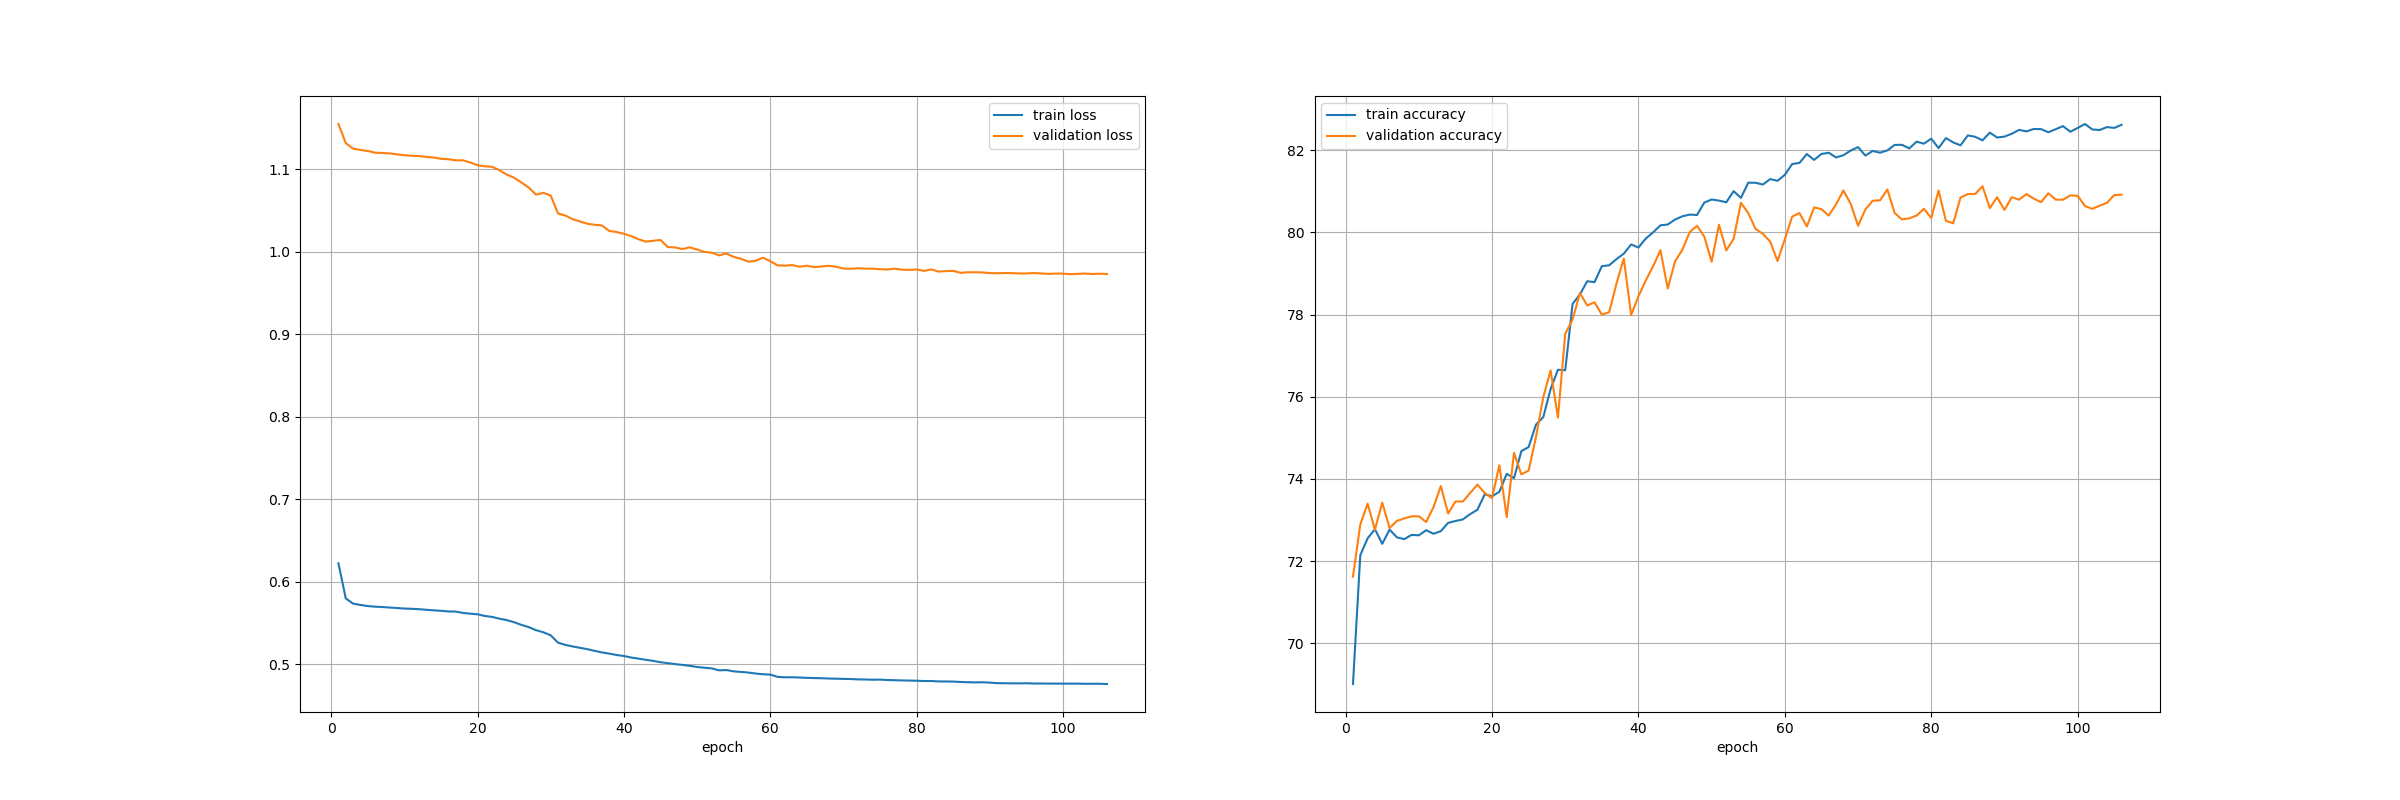 train loss
validation loss
1.1
1.0
0.9
0.8
0.7
0.6
0.5
0 20 40 60 80 100
epoch
train accuracy
validation accuracy
82
80
78
76
74
72
70
0 20 40 60 80 100
epoch